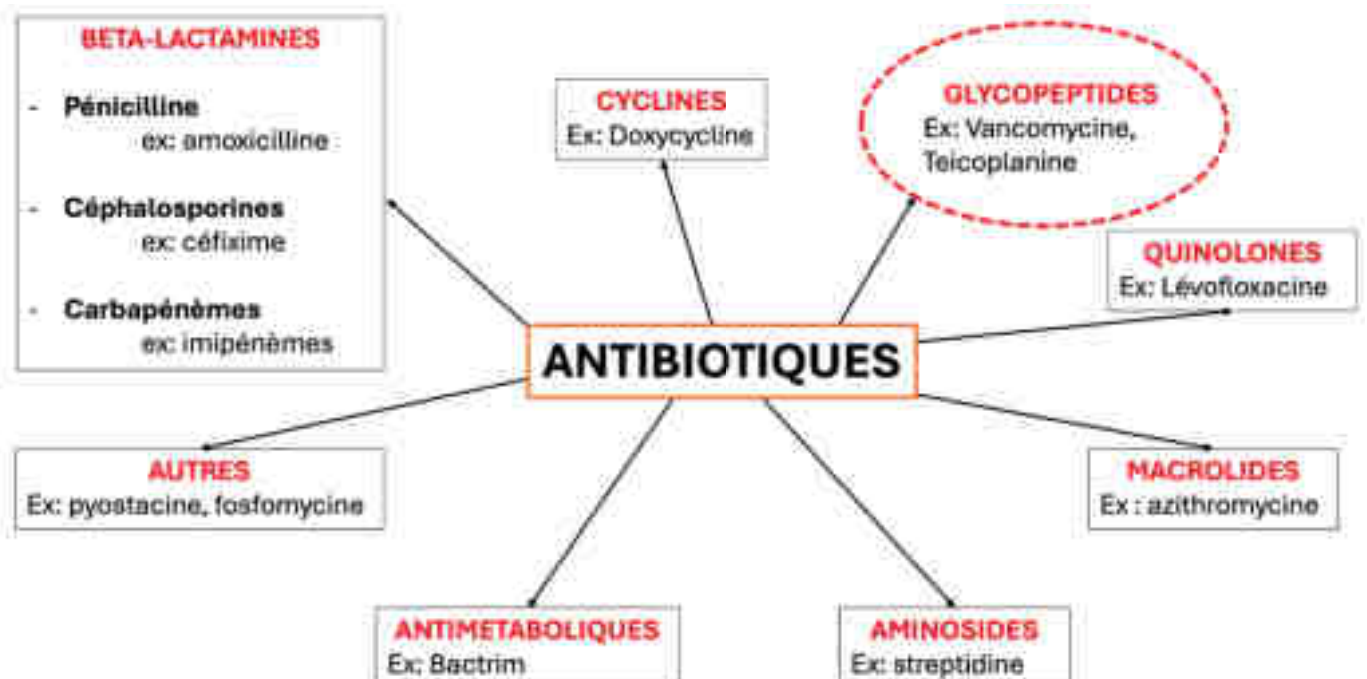 BETA-LACTAMINES
- Pénicilline
ex: amoxicilline
- Céphalosporines
ex: céfixime
- Carbapénèmes
ex: imipénèmes
CYCLINES
Ex: Doxycycline
GLYCOPEPTIDES
Ex: Vancomycine,
Teicoplanine
QUINOLONES
Ex: Lévofloxacine
ANTIBIOTIQUES
AUTRES
Ex: pyostacine, fosfomycine
MACROLIDES
Ex : azithromycine
ANTIMETABOLIQUES
Ex: Bactrim
AMINOSIDES
Ex: streptidine